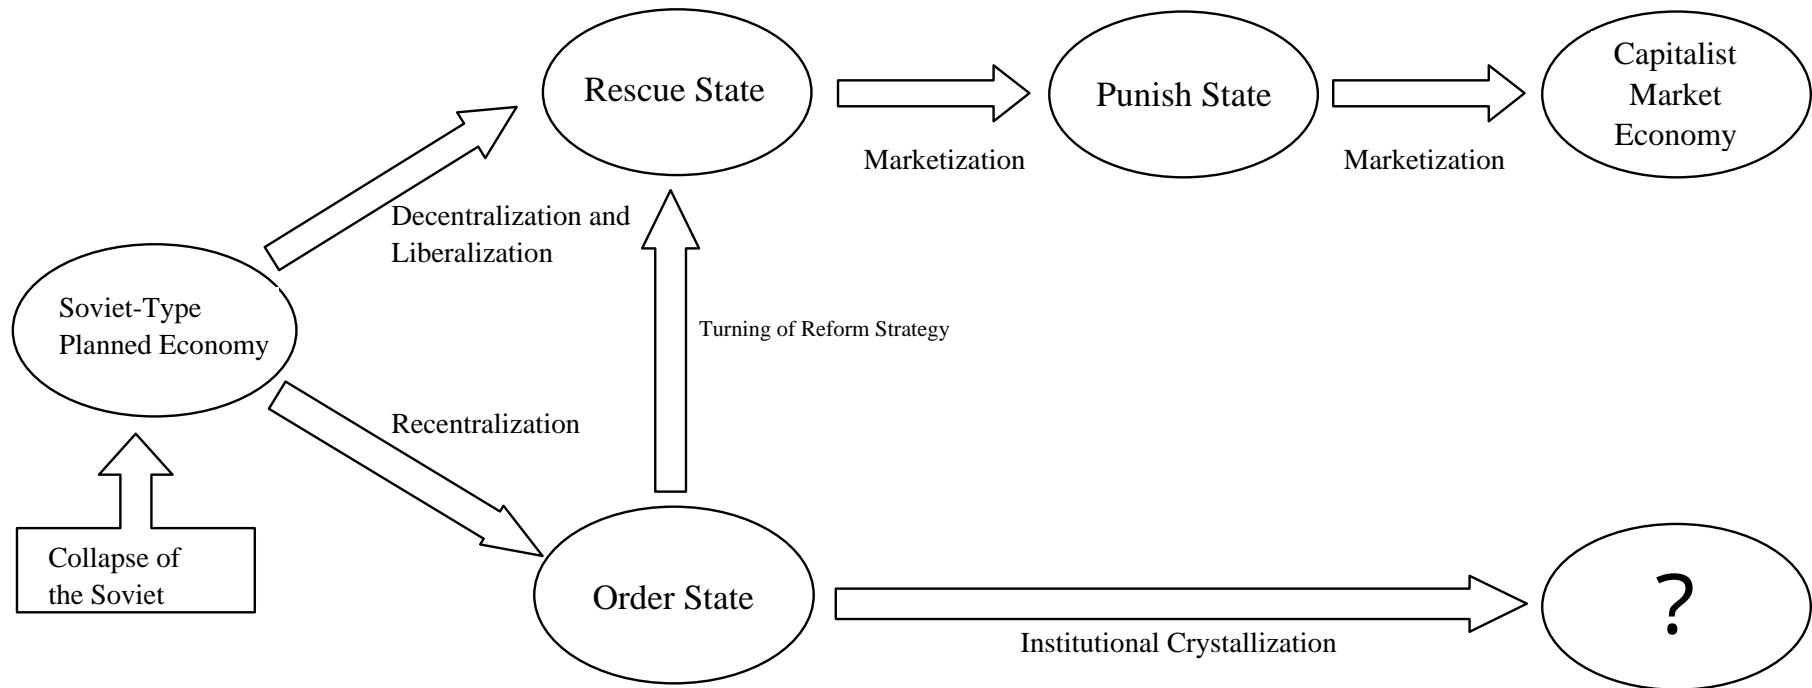 Rescue State
Punish State
Capitalist
Market
Economy
Marketization
Marketization
Decentralization and
Liberalization
Soviet-Type
Planned Economy
Turning of Reform Strategy
Recentralization
Collapse of
the Soviet
Order State
Institutional Crystallization
?